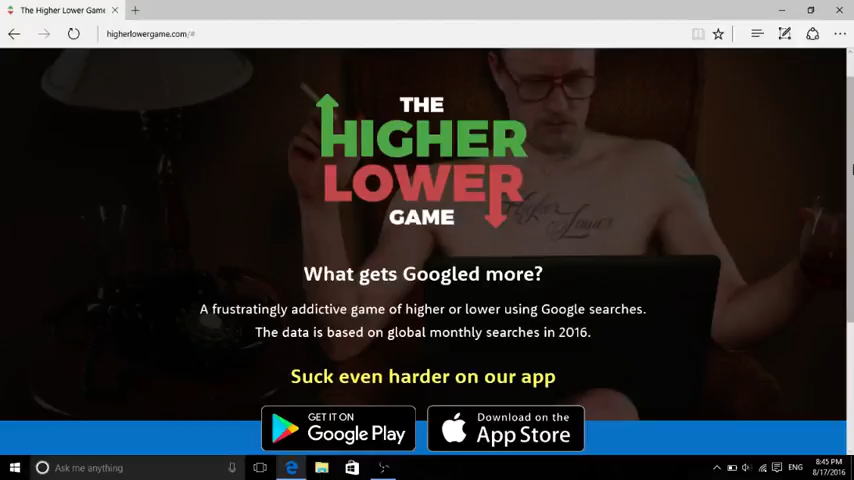 The Higher Lower Game
higherlowergame.com/#
THE
HIGHER
LOWER
GAME
Higher Lower
What gets Googled more?
A frustratingly addictive game of higher or lower using Google searches.
The data is based on global monthly searches in 2016.
Suck even harder on our app
GET IT ON
Google Play
Download on the
App Store
Ask me anything
ENG
8:45 PM
8/17/2016